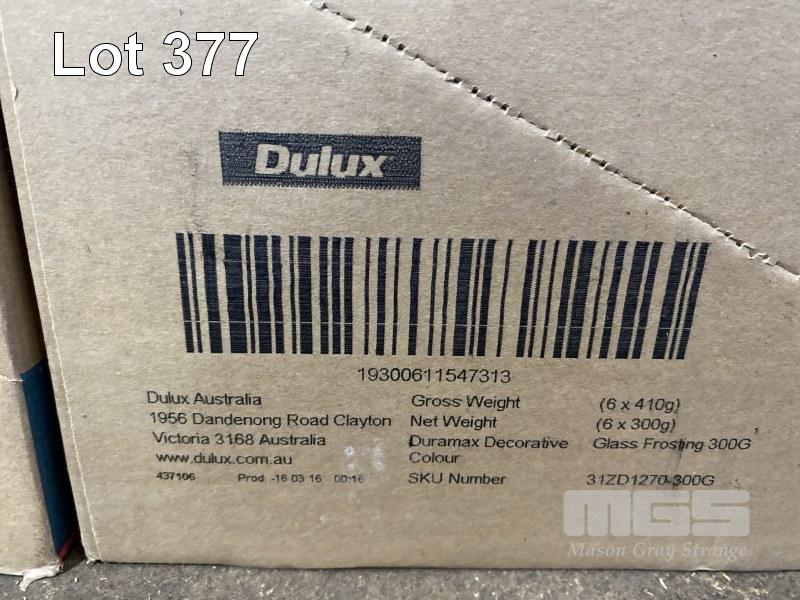 Lot 377
Dulux
19300611547313
Dulux Australia
1956 Dandenong Road Clayton
Victoria 3168 Australia
www.dulux.com.au
437106 Prod. -16 03 16 00:16
Gross Weight (6 x 410g)
Net Weight (6 x 300g)
Duramax Decorative Glass Frosting 300G
Colour
SKU Number 31ZD1270-300G
MGS
Mason Gray Strange